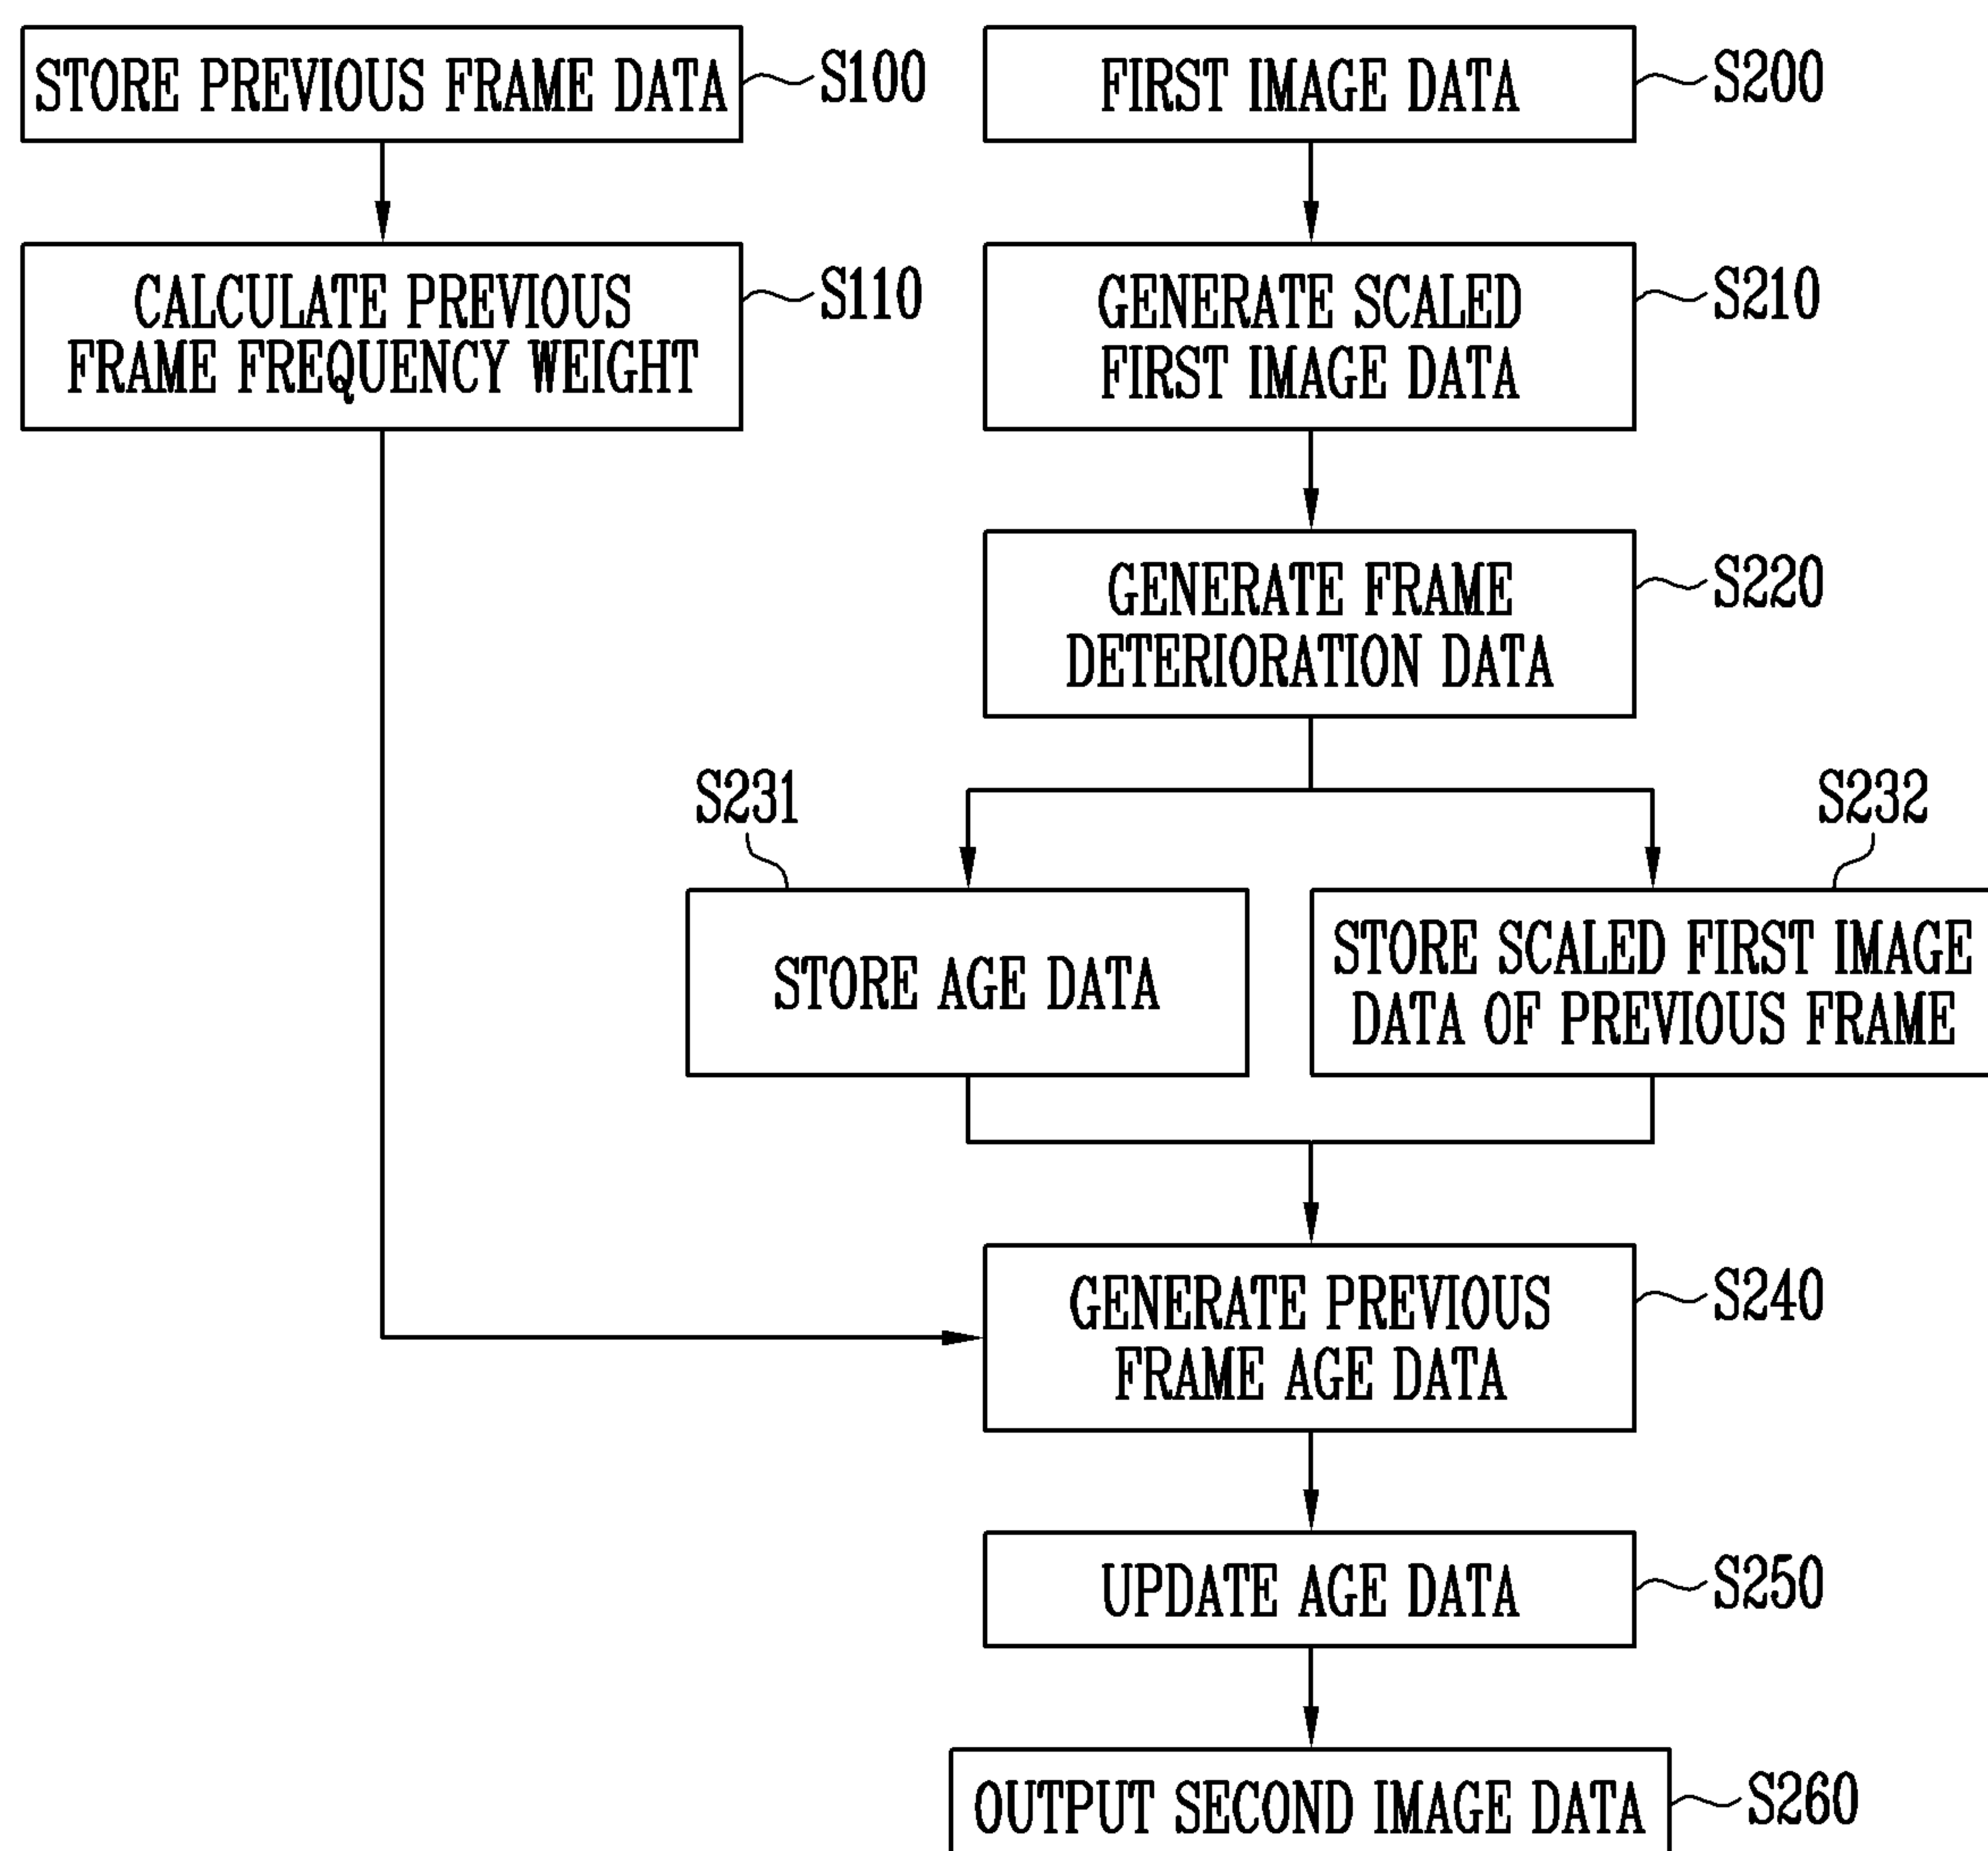 STORE PREVIOUS FRAME DATA
S100
FIRST IMAGE DATA
S200
CALCULATE PREVIOUS
FRAME FREQUENCY WEIGHT
S110
GENERATE SCALED
FIRST IMAGE DATA
S210
GENERATE FRAME
DETERIORATION DATA
S220
S231
STORE AGE DATA
S232
STORE SCALED FIRST IMAGE
DATA OF PREVIOUS FRAME
GENERATE PREVIOUS
FRAME AGE DATA
S240
UPDATE AGE DATA
S250
OUTPUT SECOND IMAGE DATA
S260